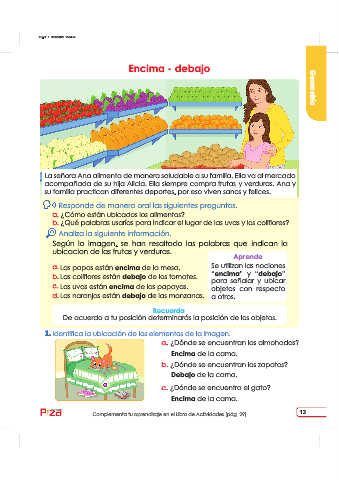 Encima - debajo
Geometría
La señora Ana alimenta de manera saludable a su familia. Ella va al mercado
acompañada de su hija Alicia. Ella siempre compra frutas y verduras. Ana y
su familia practican diferentes deportes, por eso viven sanos y felices.
Responde de manera oral las siguientes preguntas.
a. ¿Cómo están ubicados los alimentos?
b. ¿Qué palabras usarías para indicar el lugar de las uvas y las coliflores?
Analiza la siguiente información.
Según la imagen, se han resaltado las palabras que indican la
ubicación de las frutas y verduras.
a. Las papas están encima de la mesa.
b. Las coliflores están debajo de los tomates.
c. Las uvas están encima de las papayas.
d. Las naranjas están debajo de las manzanas.
Aprende
Se utilizan las nociones
"encima" y "debajo"
para señalar y ubicar
objetos con respecto
a otros.
Recuerda
De acuerdo a tu posición determinarás la posición de los objetos.
1. Identifica la ubicación de los elementos de la imagen.
a. ¿Dónde se encuentran las almohadas?
Encima de la cama.
b. ¿Dónde se encuentran los zapatos?
Debajo de la cama.
c. ¿Dónde se encuentra el gato?
Encima de la cama.
Complementa tu aprendizaje en el Libro de Actividades (pág. 39)
13